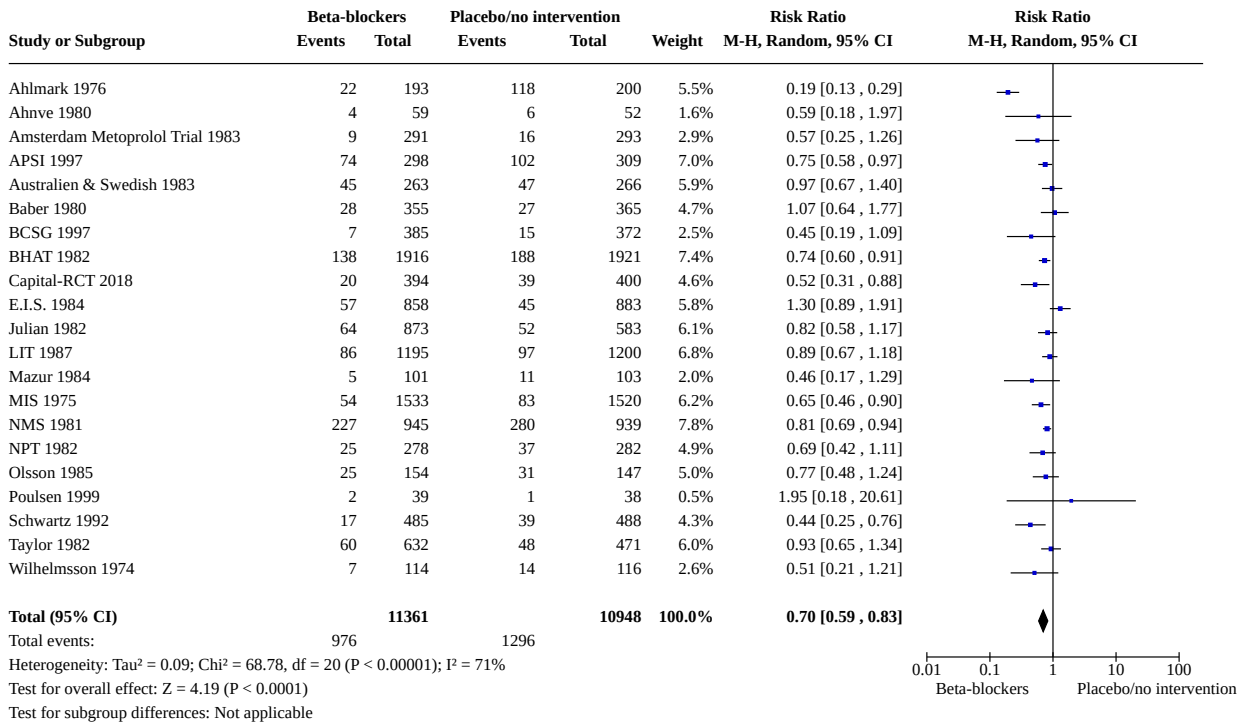 Beta-blockers Placebo/no intervention Risk Ratio Risk Ratio
Study or Subgroup Events Total Events Total Weight M-H, Random, 95% CI M-H, Random, 95% CI
Ahlmark 1976 22 193 118 200 5.5% 0.19 [0.13 , 0.29]
Ahnve 1980 4 59 6 52 1.6% 0.59 [0.18 , 1.97]
Amsterdam Metoprolol Trial 1983 9 291 16 293 2.9% 0.57 [0.25 , 1.26]
APSI 1997 74 298 102 309 7.0% 0.75 [0.58 , 0.97]
Australien & Swedish 1983 45 263 47 266 5.9% 0.97 [0.67 , 1.40]
Baber 1980 28 355 27 365 4.7% 1.07 [0.64 , 1.77]
BCSG 1997 7 385 15 372 2.5% 0.45 [0.19 , 1.09]
BHAT 1982 138 1916 188 1921 7.4% 0.74 [0.60 , 0.91]
Capital-RCT 2018 20 394 39 400 4.6% 0.52 [0.31 , 0.88]
E.I.S. 1984 57 858 45 883 5.8% 1.30 [0.89 , 1.91]
Julian 1982 64 873 52 583 6.1% 0.82 [0.58 , 1.17]
LIT 1987 86 1195 97 1200 6.8% 0.89 [0.67 , 1.18]
Mazur 1984 5 101 11 103 2.0% 0.46 [0.17 , 1.29]
MIS 1975 54 1533 83 1520 6.2% 0.65 [0.46 , 0.90]
NMS 1981 227 945 280 939 7.8% 0.81 [0.69 , 0.94]
NPT 1982 25 278 37 282 4.9% 0.69 [0.42 , 1.11]
Olsson 1985 25 154 31 147 5.0% 0.77 [0.48 , 1.24]
Poulsen 1999 2 39 1 38 0.5% 1.95 [0.18 , 20.61]
Schwartz 1992 17 485 39 488 4.3% 0.44 [0.25 , 0.76]
Taylor 1982 60 632 48 471 6.0% 0.93 [0.65 , 1.34]
Wilhelmsson 1974 7 114 14 116 2.6% 0.51 [0.21 , 1.21]
Total (95% CI) 11361 10948 100.0% 0.70 [0.59 , 0.83]
Total events: 976 1296
Heterogeneity: Tau² = 0.09; Chi² = 68.78, df = 20 (P < 0.00001); I² = 71%
0.01 0.1 1 10 100
Test for overall effect: Z = 4.19 (P < 0.0001)
Beta-blockers Placebo/no intervention
Test for subgroup differences: Not applicable